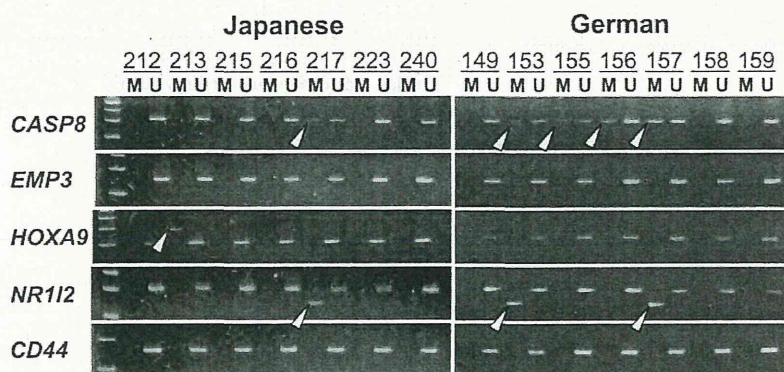 Japanese German
212 213 215 216 217 223 240 149 153 155 156 157 158 159
M U M U M U M U M U M U M U M U M U M U M U M U M U M U
CASP8
EMP3
HOXA9
NR1I2
CD44